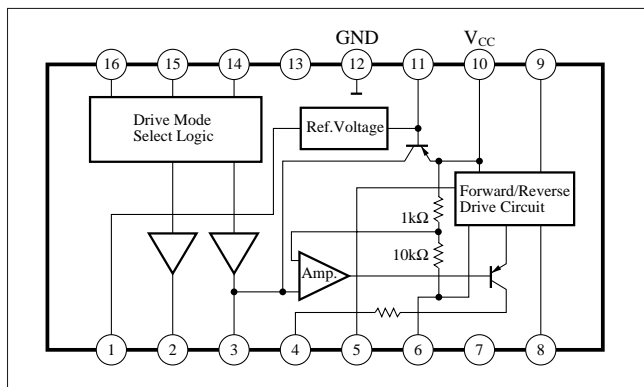 GND
V_CC
16
15
14
13
12
11
10
9
Drive Mode
Select Logic
Ref.Voltage
Forward/Reverse
Drive Circuit
1kΩ
10kΩ
Amp.
1
2
3
4
5
6
7
8